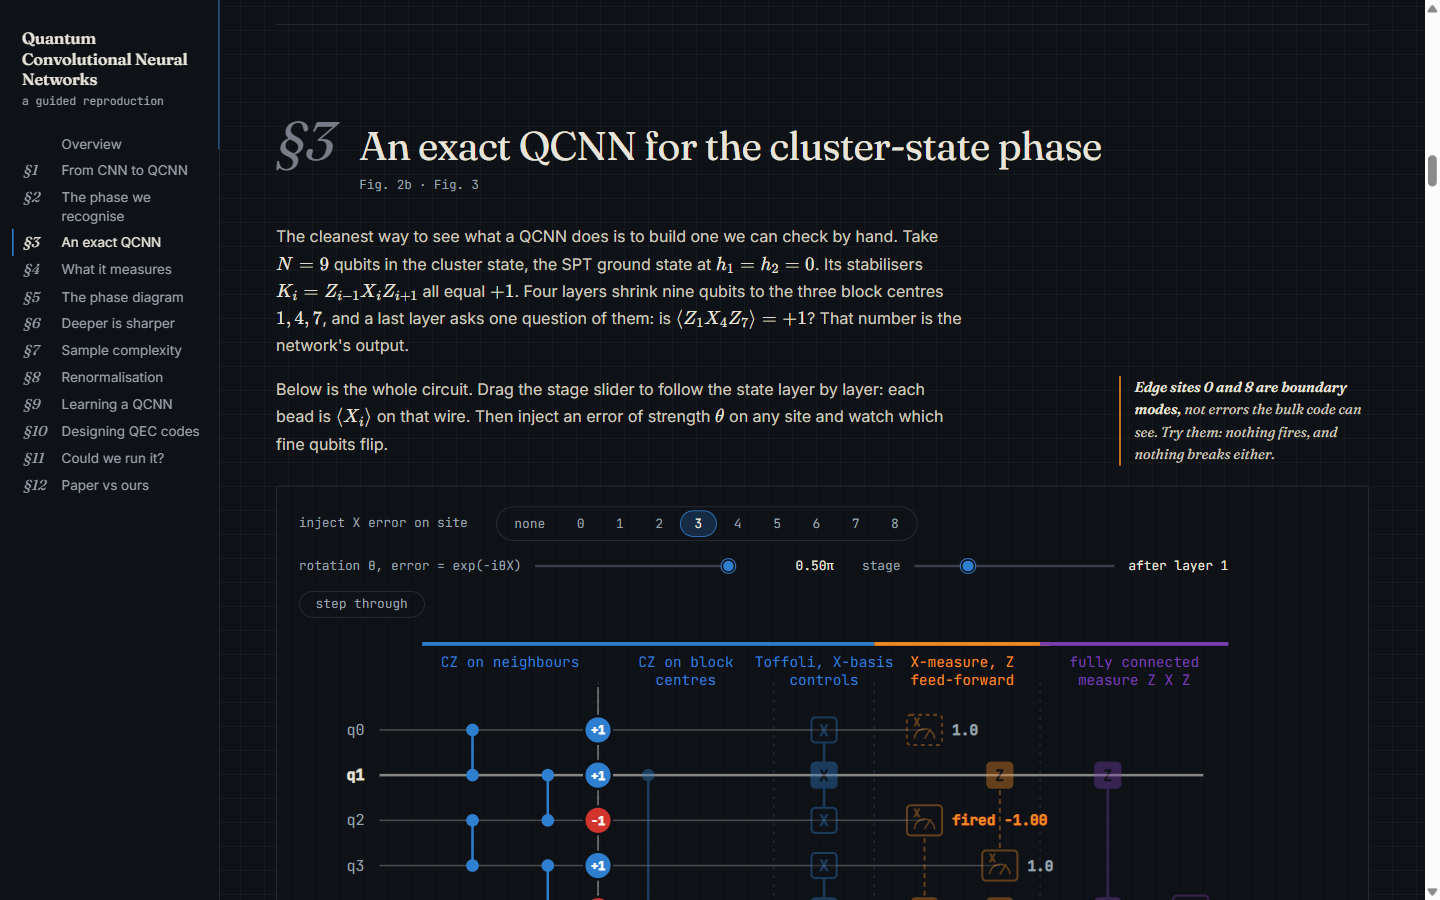 Quantum
Convolutional Neural
Networks
a guided reproduction
Overview
§1 From CNN to QCNN
§2 The phase we
recognise
§3 An exact QCNN
§4 What it measures
§5 The phase diagram
§6 Deeper is sharper
§7 Sample complexity
§8 Renormalisation
§9 Learning a QCNN
§10 Designing QEC codes
§11 Could we run it?
§12 Paper vs ours
§3 An exact QCNN for the cluster-state phase
Fig. 2b · Fig. 3
The cleanest way to see what a QCNN does is to build one we can check by hand. Take
N = 9 qubits in the cluster state, the SPT ground state at h₁ = h₂ = 0. Its stabilisers
Kᵢ = Zᵢ₋₁XᵢZᵢ₊₁ all equal +1. Four layers shrink nine qubits to the three block centres
1, 4, 7, and a last layer asks one question of them: is ⟨Z₁X₄Z₇⟩ = +1? That number is the
network's output.
Below is the whole circuit. Drag the stage slider to follow the state layer by layer: each
bead is ⟨Xᵢ⟩ on that wire. Then inject an error of strength θ on any site and watch which
fine qubits flip.
Edge sites 0 and 8 are boundary
modes, not errors the bulk code can
see. Try them: nothing fires, and
nothing breaks either.
inject X error on site none 0 1 2 3 4 5 6 7 8
rotation θ, error = exp(-iθX) 0.50π stage after layer 1
step through
CZ on neighbours
CZ on block
centres
Toffoli, X-basis
controls
X-measure, Z
feed-forward
fully connected
measure Z X Z
q0 +1 X X 1.0
q1 +1 X Z Z
q2 -1 X X fired -1.00
q3 +1 X X 1.0